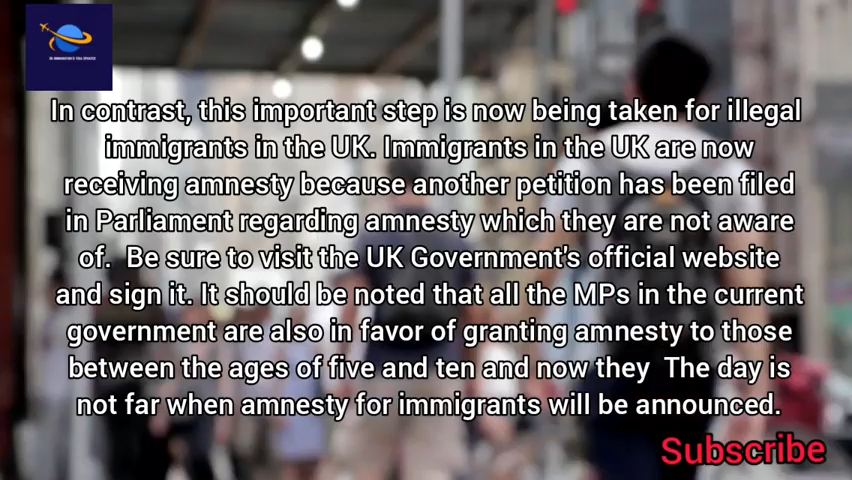 In contrast, this important step is now being taken for illegal
immigrants in the UK. Immigrants in the UK are now
receiving amnesty because another petition has been filed
in Parliament regarding amnesty which they are not aware
of. Be sure to visit the UK Government's official website
and sign it. It should be noted that all the MPs in the current
government are also in favor of granting amnesty to those
between the ages of five and ten and now they The day is
not far when amnesty for immigrants will be announced.
Subscribe